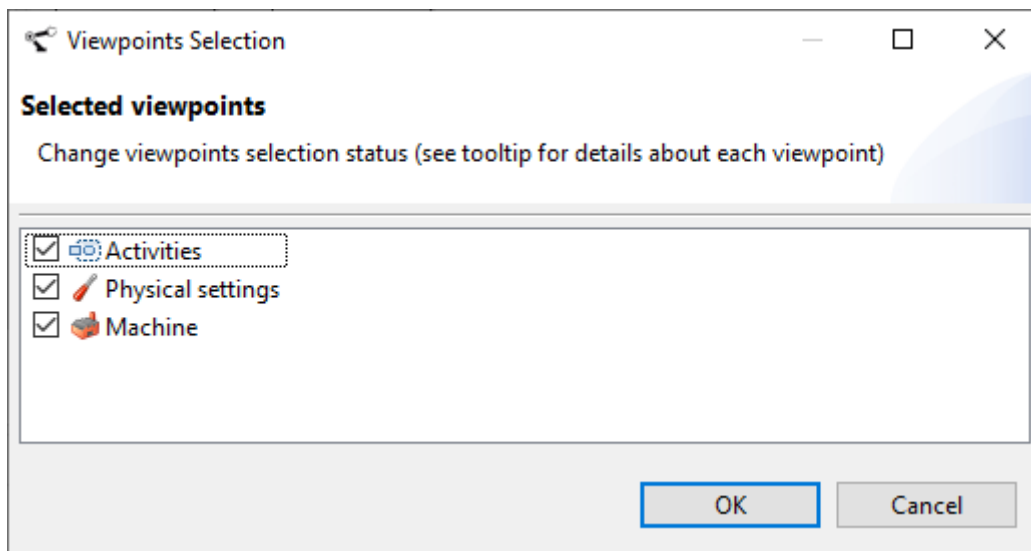 Viewpoints Selection
Selected viewpoints
Change viewpoints selection status (see tooltip for details about each viewpoint)
Activities
Physical settings
Machine
OK Cancel